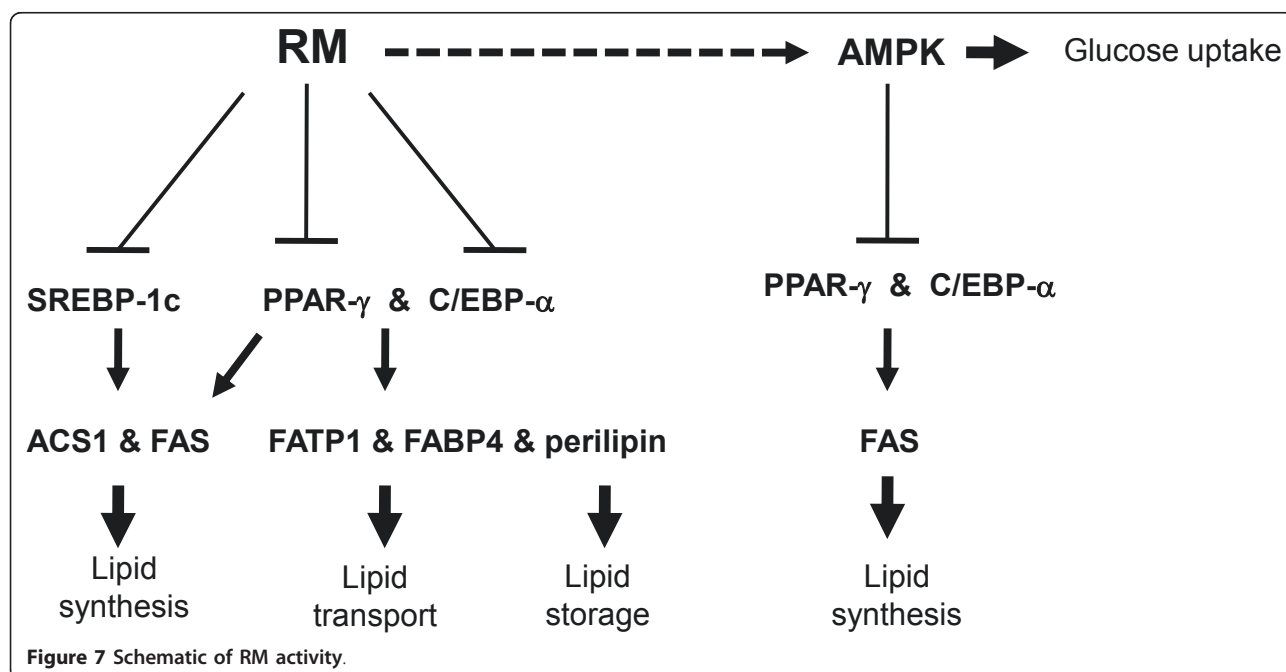 RM AMPK Glucose uptake
SREBP-1c PPAR-γ & C/EBP-α PPAR-γ & C/EBP-α
ACS1 & FAS FATP1 & FABP4 & perilipin FAS
Lipid Lipid Lipid Lipid
synthesis transport storage synthesis
Figure 7 Schematic of RM activity.